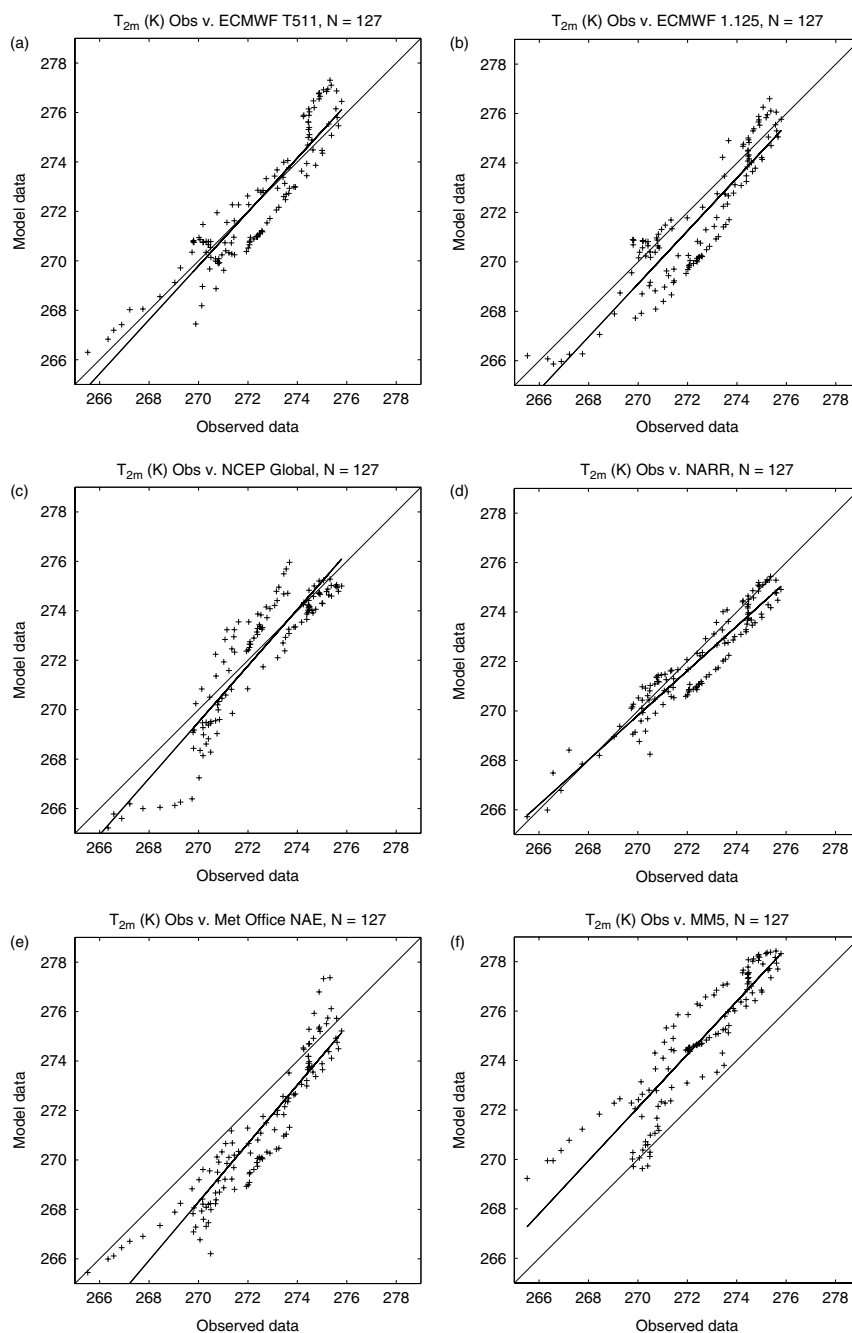 T2m (K) Obs v. ECMWF T511, N = 127
(a)
278
276
274
272
270
268
266
Model data
266 268 270 272 274 276 278
Observed data
T2m (K) Obs v. ECMWF 1.125, N = 127
(b)
278
276
274
272
270
268
266
Model data
266 268 270 272 274 276 278
Observed data
T2m (K) Obs v. NCEP Global, N = 127
(c)
278
276
274
272
270
268
266
Model data
266 268 270 272 274 276 278
Observed data
T2m (K) Obs v. NARR, N = 127
(d)
278
276
274
272
270
268
266
Model data
266 268 270 272 274 276 278
Observed data
T2m (K) Obs v. Met Office NAE, N = 127
(e)
278
276
274
272
270
268
266
Model data
266 268 270 272 274 276 278
Observed data
T2m (K) Obs v. MM5, N = 127
(f)
278
276
274
272
270
268
266
Model data
266 268 270 272 274 276 278
Observed data